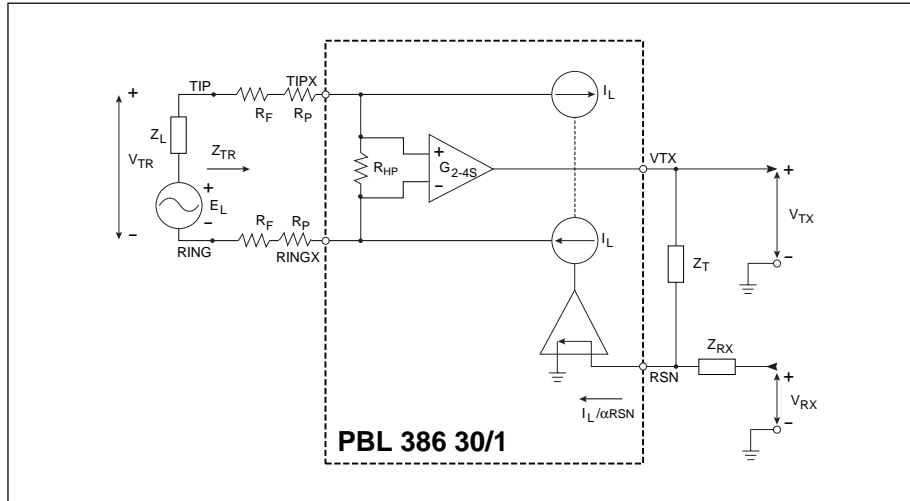 TIP
TIPX
R_F
R_P
I_L
+
Z_L
Z_TR
V_TR
+
E_L
−
−
R_HP
+
−
G_2-4S
VTX
+
V_TX
−
RING
R_F
R_P
RINGX
I_L
Z_T
Z_RX
RSN
+
V_RX
−
I_L/αRSN
PBL 386 30/1